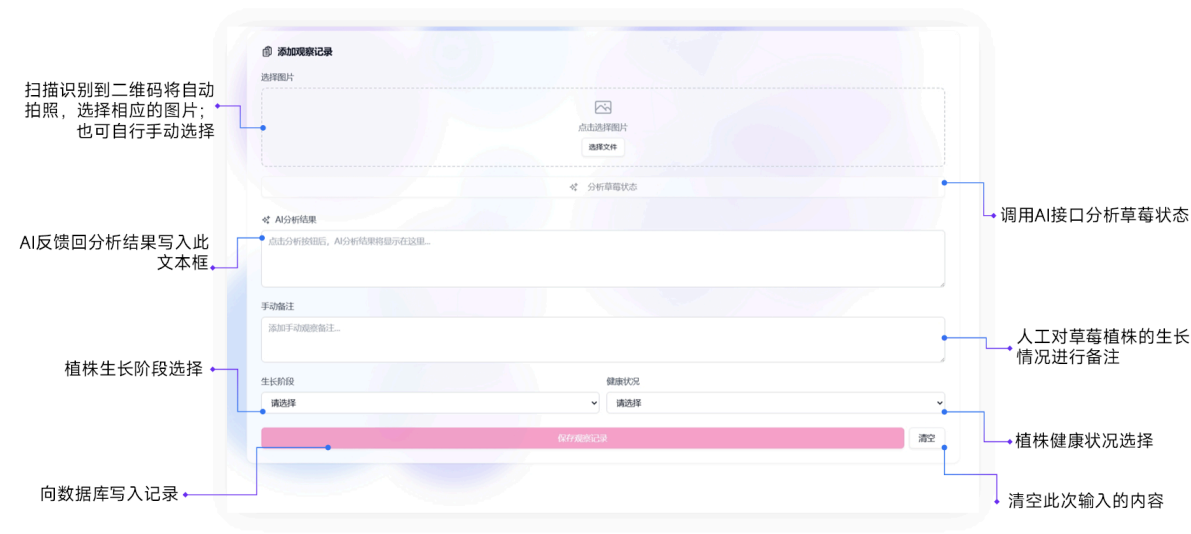 添加观察记录
选择图片
扫描识别到二维码将自动
拍照，选择相应的图片；
也可自行手动选择
点击选择图片
选择文件
分析草莓状态
调用AI接口分析草莓状态
AI分析结果
AI反馈回分析结果写入此
文本框
点击分析按钮后，AI分析结果将显示在这里...
手动备注
添加手动观察备注...
人工对草莓植株的生长
情况进行备注
植株生长阶段选择
生长阶段
健康状况
请选择
请选择
保存观察记录
清空
植株健康状况选择
向数据库写入记录
清空此次输入的内容